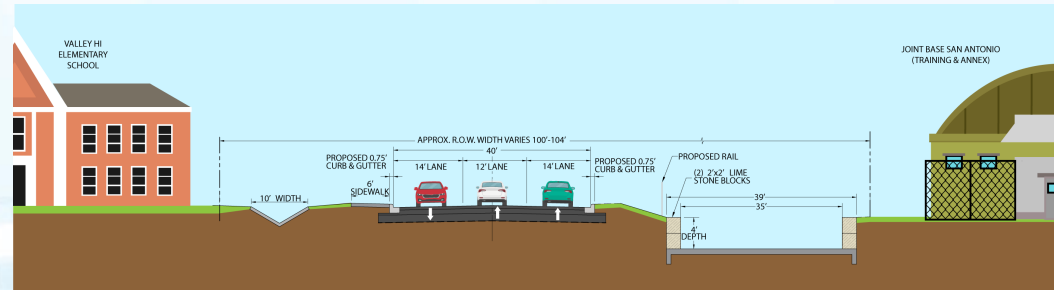 VALLEY HI
ELEMENTARY
SCHOOL
JOINT BASE SAN ANTONIO
(TRAINING & ANNEX)
APPROX. R.O.W. WIDTH VARIES 100'-104'
40'
PROPOSED 0.75'
CURB & GUTTER
14' LANE
12' LANE
14' LANE
PROPOSED 0.75'
CURB & GUTTER
PROPOSED RAIL
(2) 2'x2' LIME
STONE BLOCKS
6'
SIDEWALK
10' WIDTH
39'
35'
4'
DEPTH